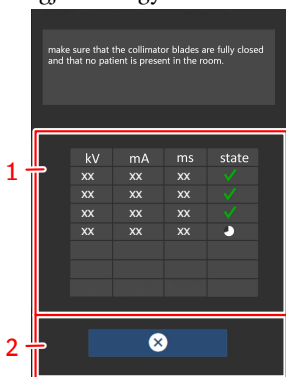 make sure that the collimator blades are fully closed
and that no patient is present in the room.
kV mA ms state
xx xx xx
xx xx xx
xx xx xx
xx xx xx
1
2